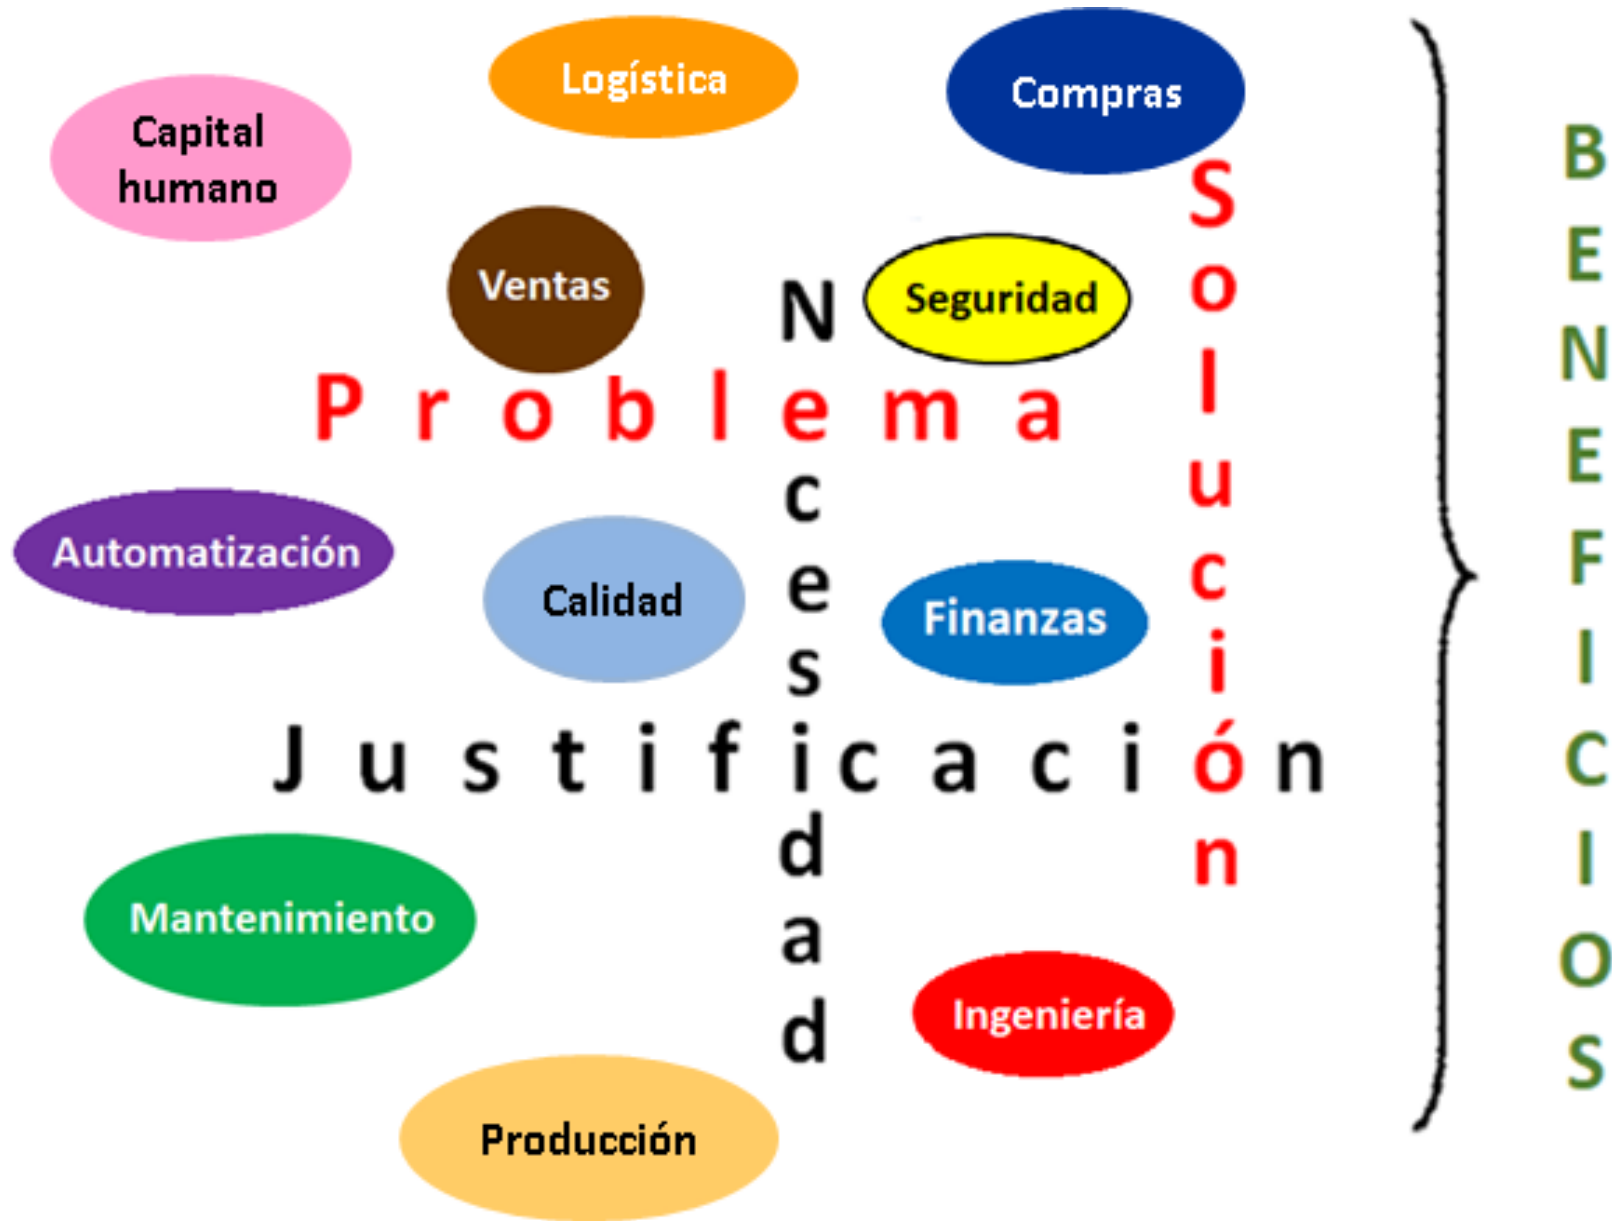 Logística
Compras
Capital
humano
Ventas
Seguridad
Necesidad
Problema
Solución
Automatización
Calidad
Finanzas
Justificación
Mantenimiento
Ingeniería
Producción
BENEFICIOS